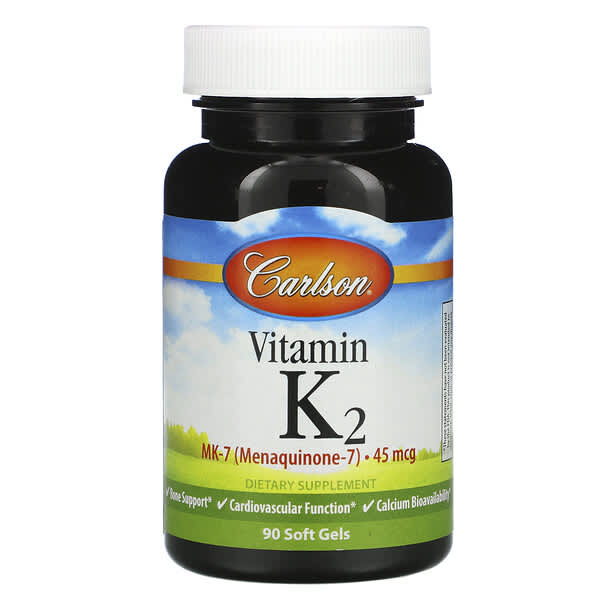 Carlson®
Vitamin
K2
MK-7 (Menaquinone-7) • 45 mcg
DIETARY SUPPLEMENT
✓ Bone Support* ✓ Cardiovascular Function* ✓ Calcium Bioavailability*
90 Soft Gels